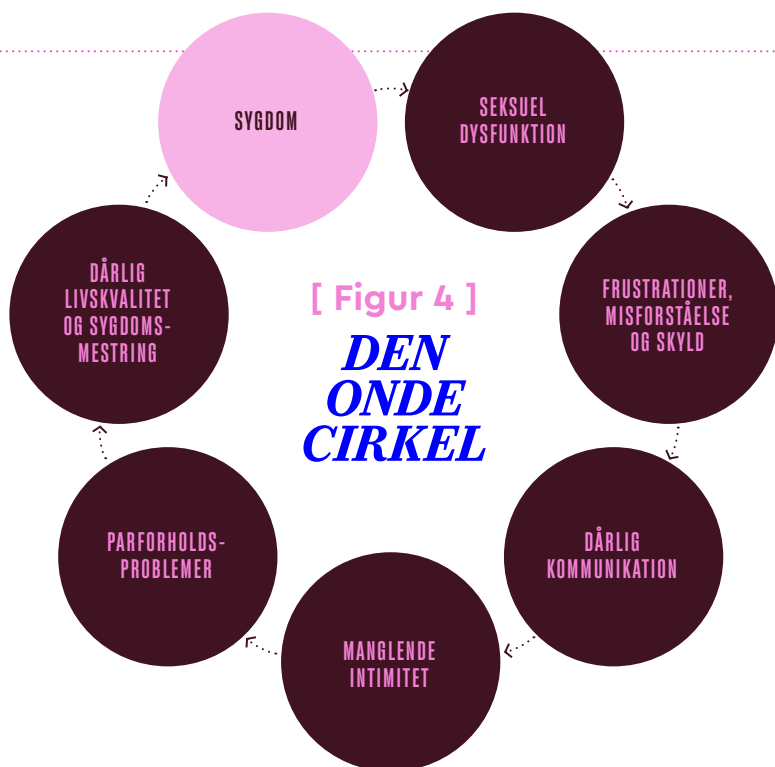 SYGDOM
SEKSUEL
DYSFUNKTION
FRUSTRATIONER,
MISFORSTÅELSE
OG SKYLD
DÅRLIG
KOMMUNIKATION
MANGLENDE
INTIMITET
PARFORHOLDS-
PROBLEMER
DÅRLIG
LIVSKVALITET
OG SYGDOMS-
MESTRING
[ Figur 4 ]
DEN
ONDE
CIRKEL